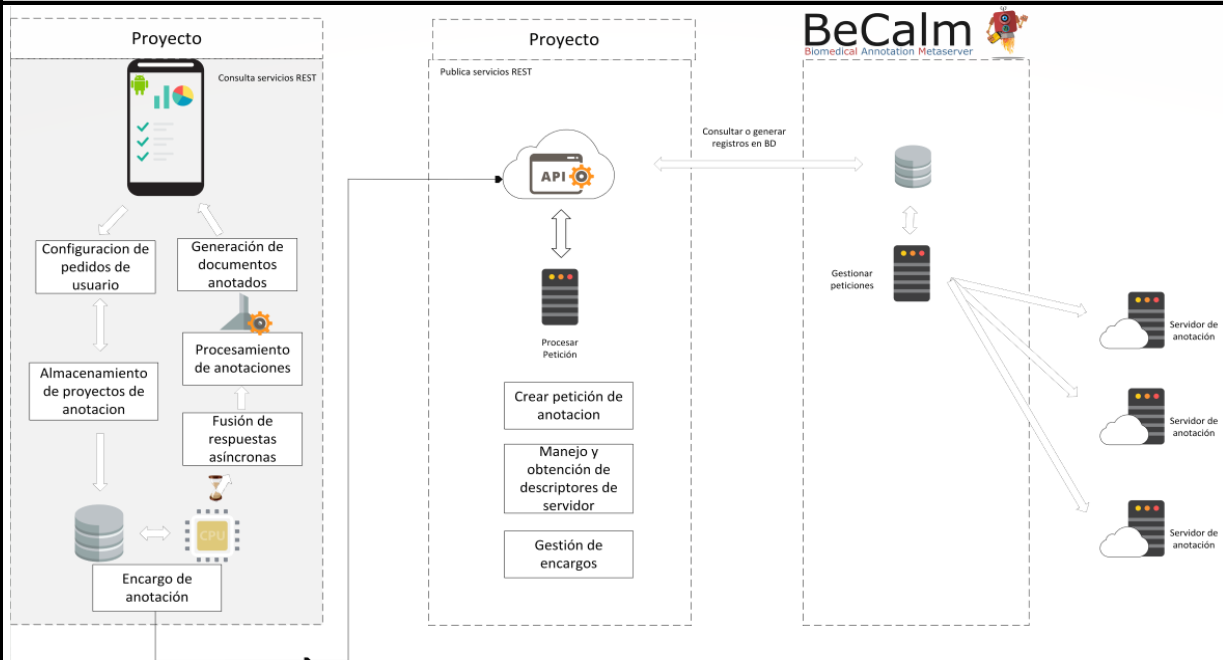 Proyecto
Consulta servicios REST
Configuracion de
pedidos de
usuario
Generación de
documentos
anotados
Procesamiento
de anotaciones
Almacenamiento
de proyectos de
anotacion
Fusión de
respuestas
asíncronas
CPU
Encargo de
anotación
Proyecto
Publica servicios REST
API
Procesar
Petición
Crear petición de
anotacion
Manejo y
obtención de
descriptores de
servidor
Gestión de
encargos
Consultar o generar
registros en BD
BeCalm
Biomedical Annotation Metaserver
Gestionar
peticiones
Servidor de
anotación
Servidor de
anotación
Servidor de
anotación